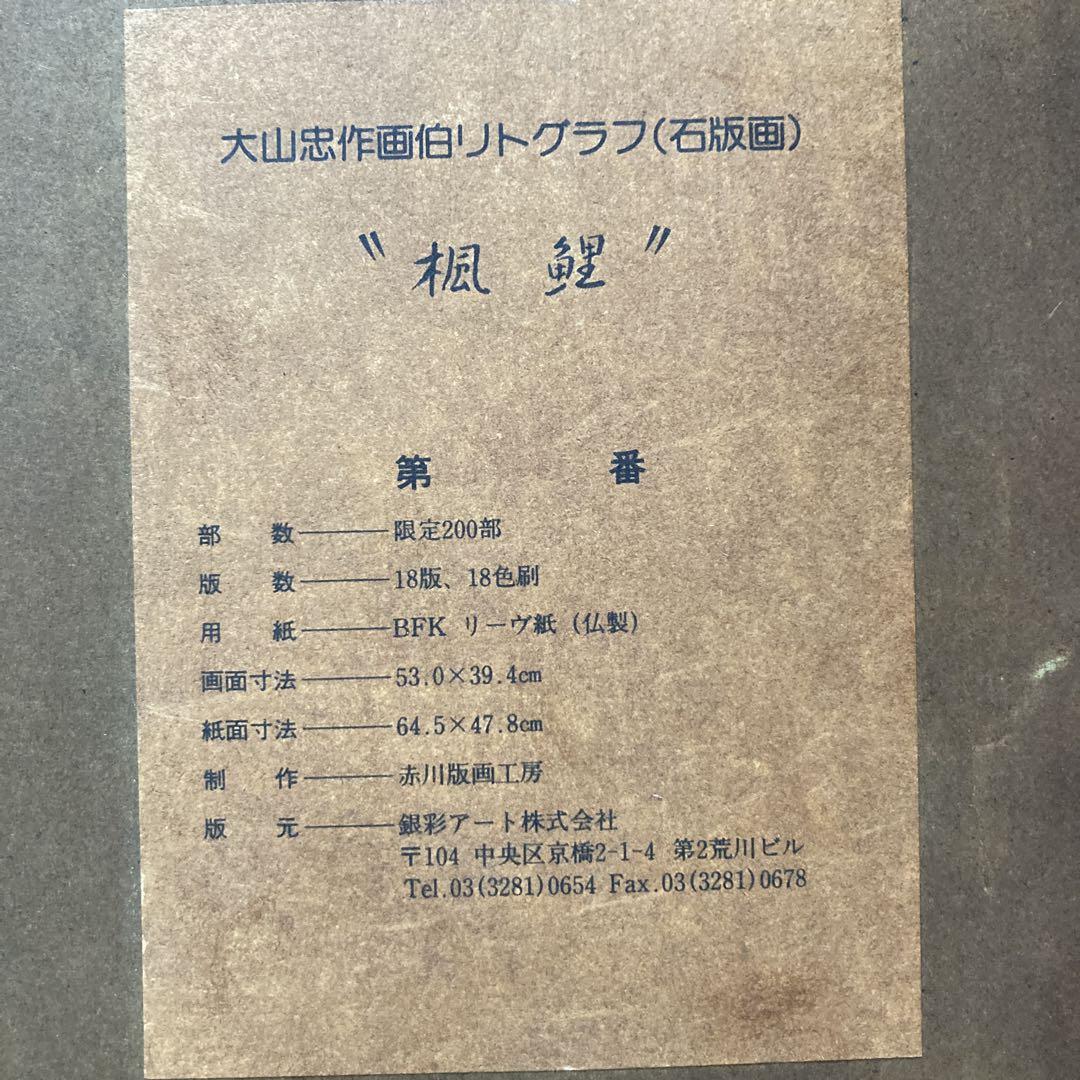 大山忠作画伯リトグラフ(石版画)
〝楓 鯉〞
第 番
部 数――――限定200部
版 数――――18版、18色刷
用 紙――――BFK リーヴ紙 (仏製)
画面寸法――――53.0×39.4cm
紙面寸法――――64.5×47.8cm
制 作――――赤川版画工房
版 元――――銀彩アート株式会社
〒104 中央区京橋2-1-4 第2荒川ビル
Tel.03(3281)0654 Fax.03(3281)0678